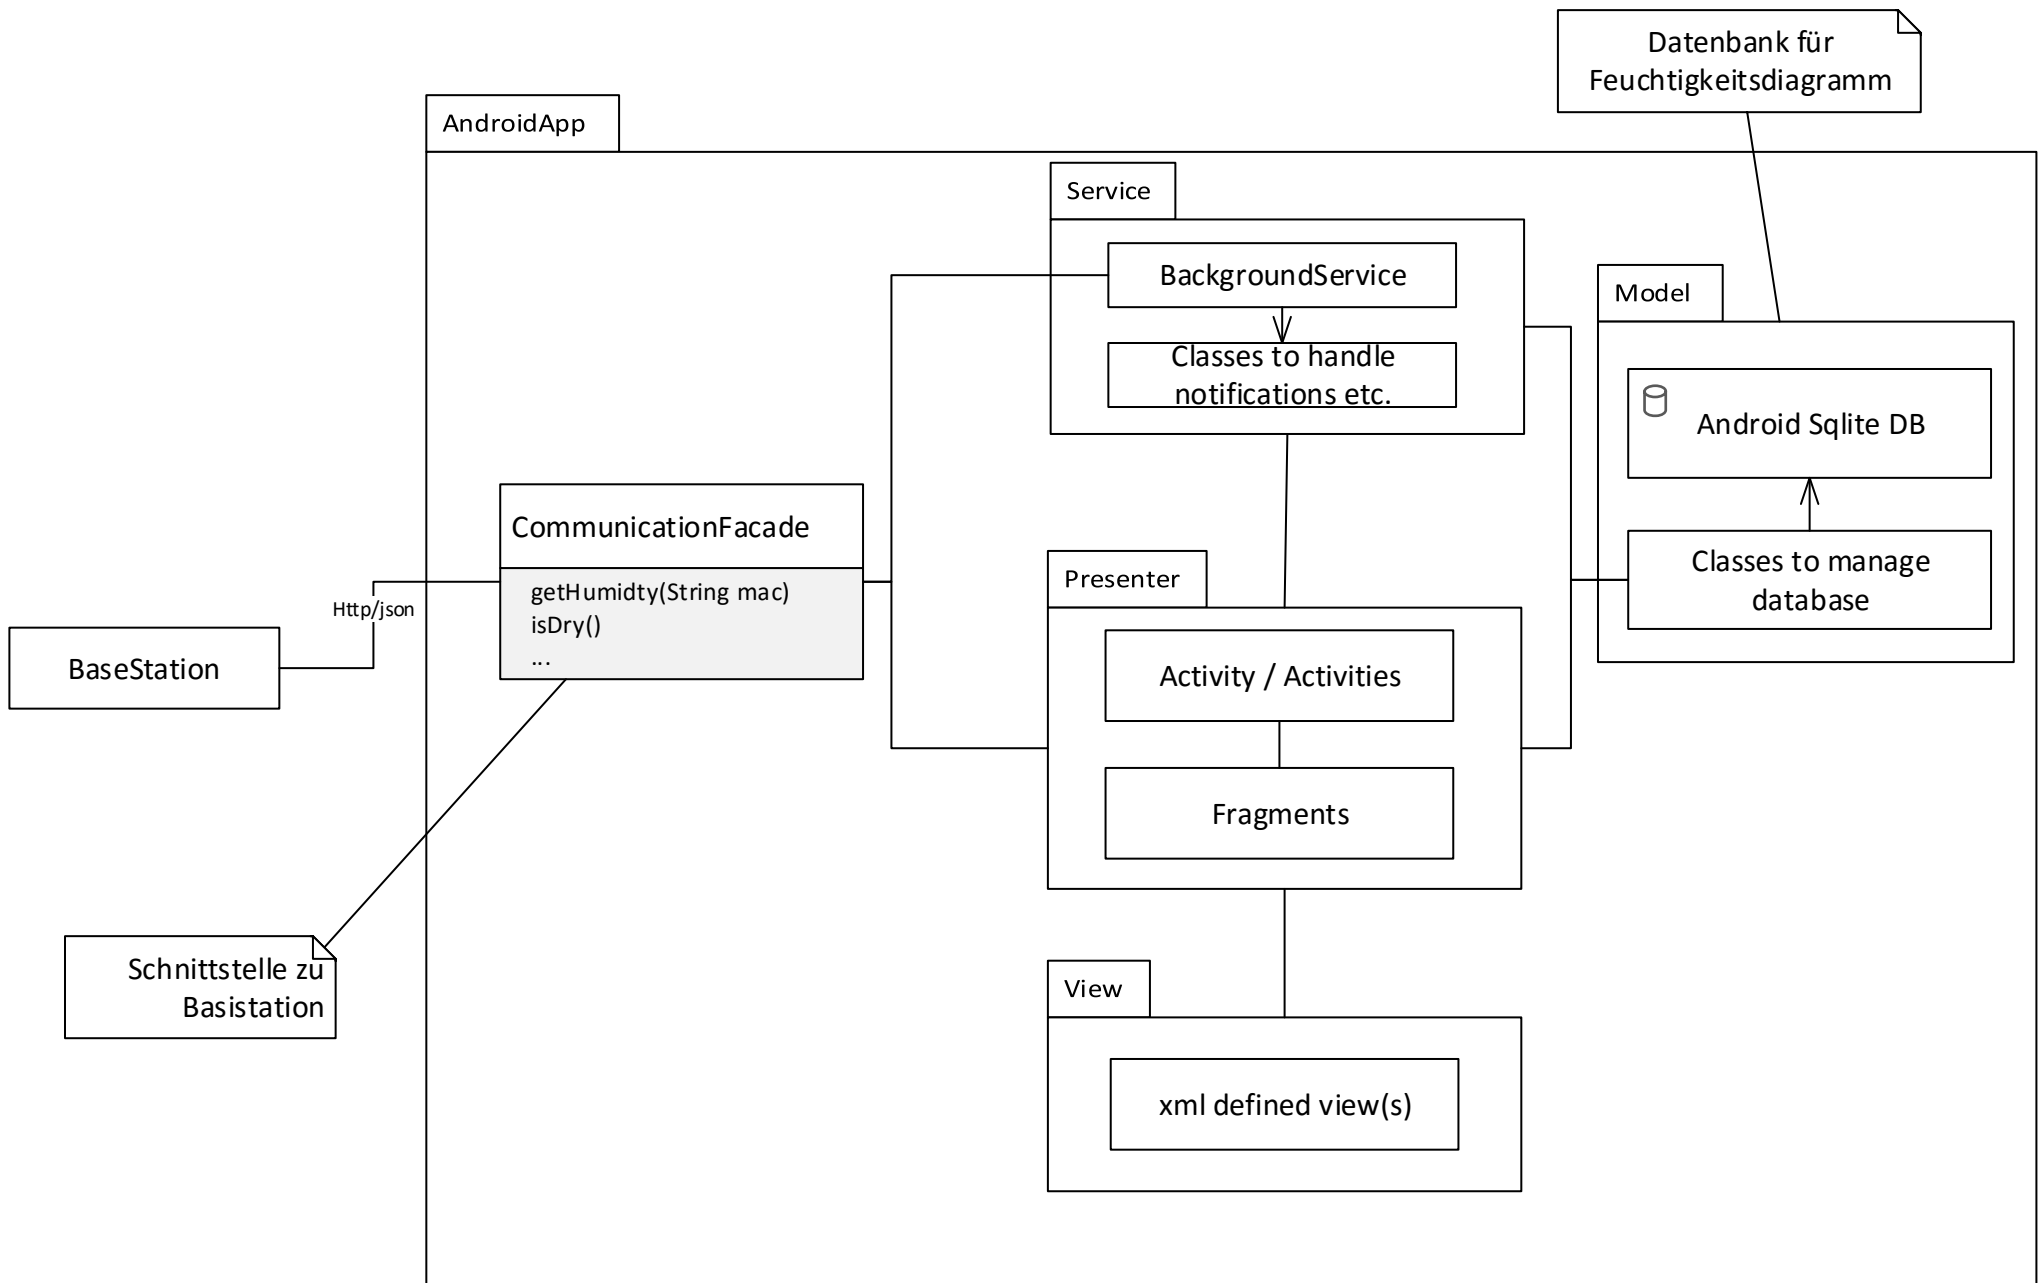 Datenbank für
Feuchtigkeitsdiagramm
AndroidApp
Service
BackgroundService
Classes to handle
notifications etc.
Model
Android Sqlite DB
Classes to manage
database
CommunicationFacade
getHumidty(String mac)
isDry()
...
Http/json
BaseStation
Presenter
Activity / Activities
Fragments
Schnittstelle zu
Basistation
View
xml defined view(s)